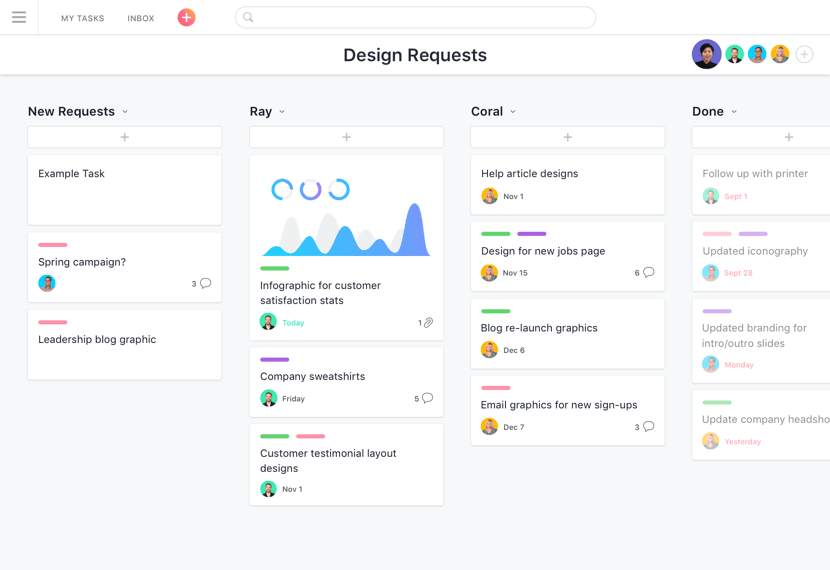 MY TASKS
INBOX
Design Requests
New Requests
Example Task
Spring campaign?
3
Leadership blog graphic
Ray
Infographic for customer
satisfaction stats
Today
1
Company sweatshirts
Friday
5
Customer testimonial layout
designs
Nov 1
Coral
Help article designs
Nov 1
Design for new jobs page
Nov 15
6
Blog re-launch graphics
Dec 6
Email graphics for new sign-ups
Dec 7
3
Done
Follow up with printer
Sept 1
Updated iconography
Sept 28
Updated branding for
intro/outro slides
Monday
Update company headsho
Yesterday